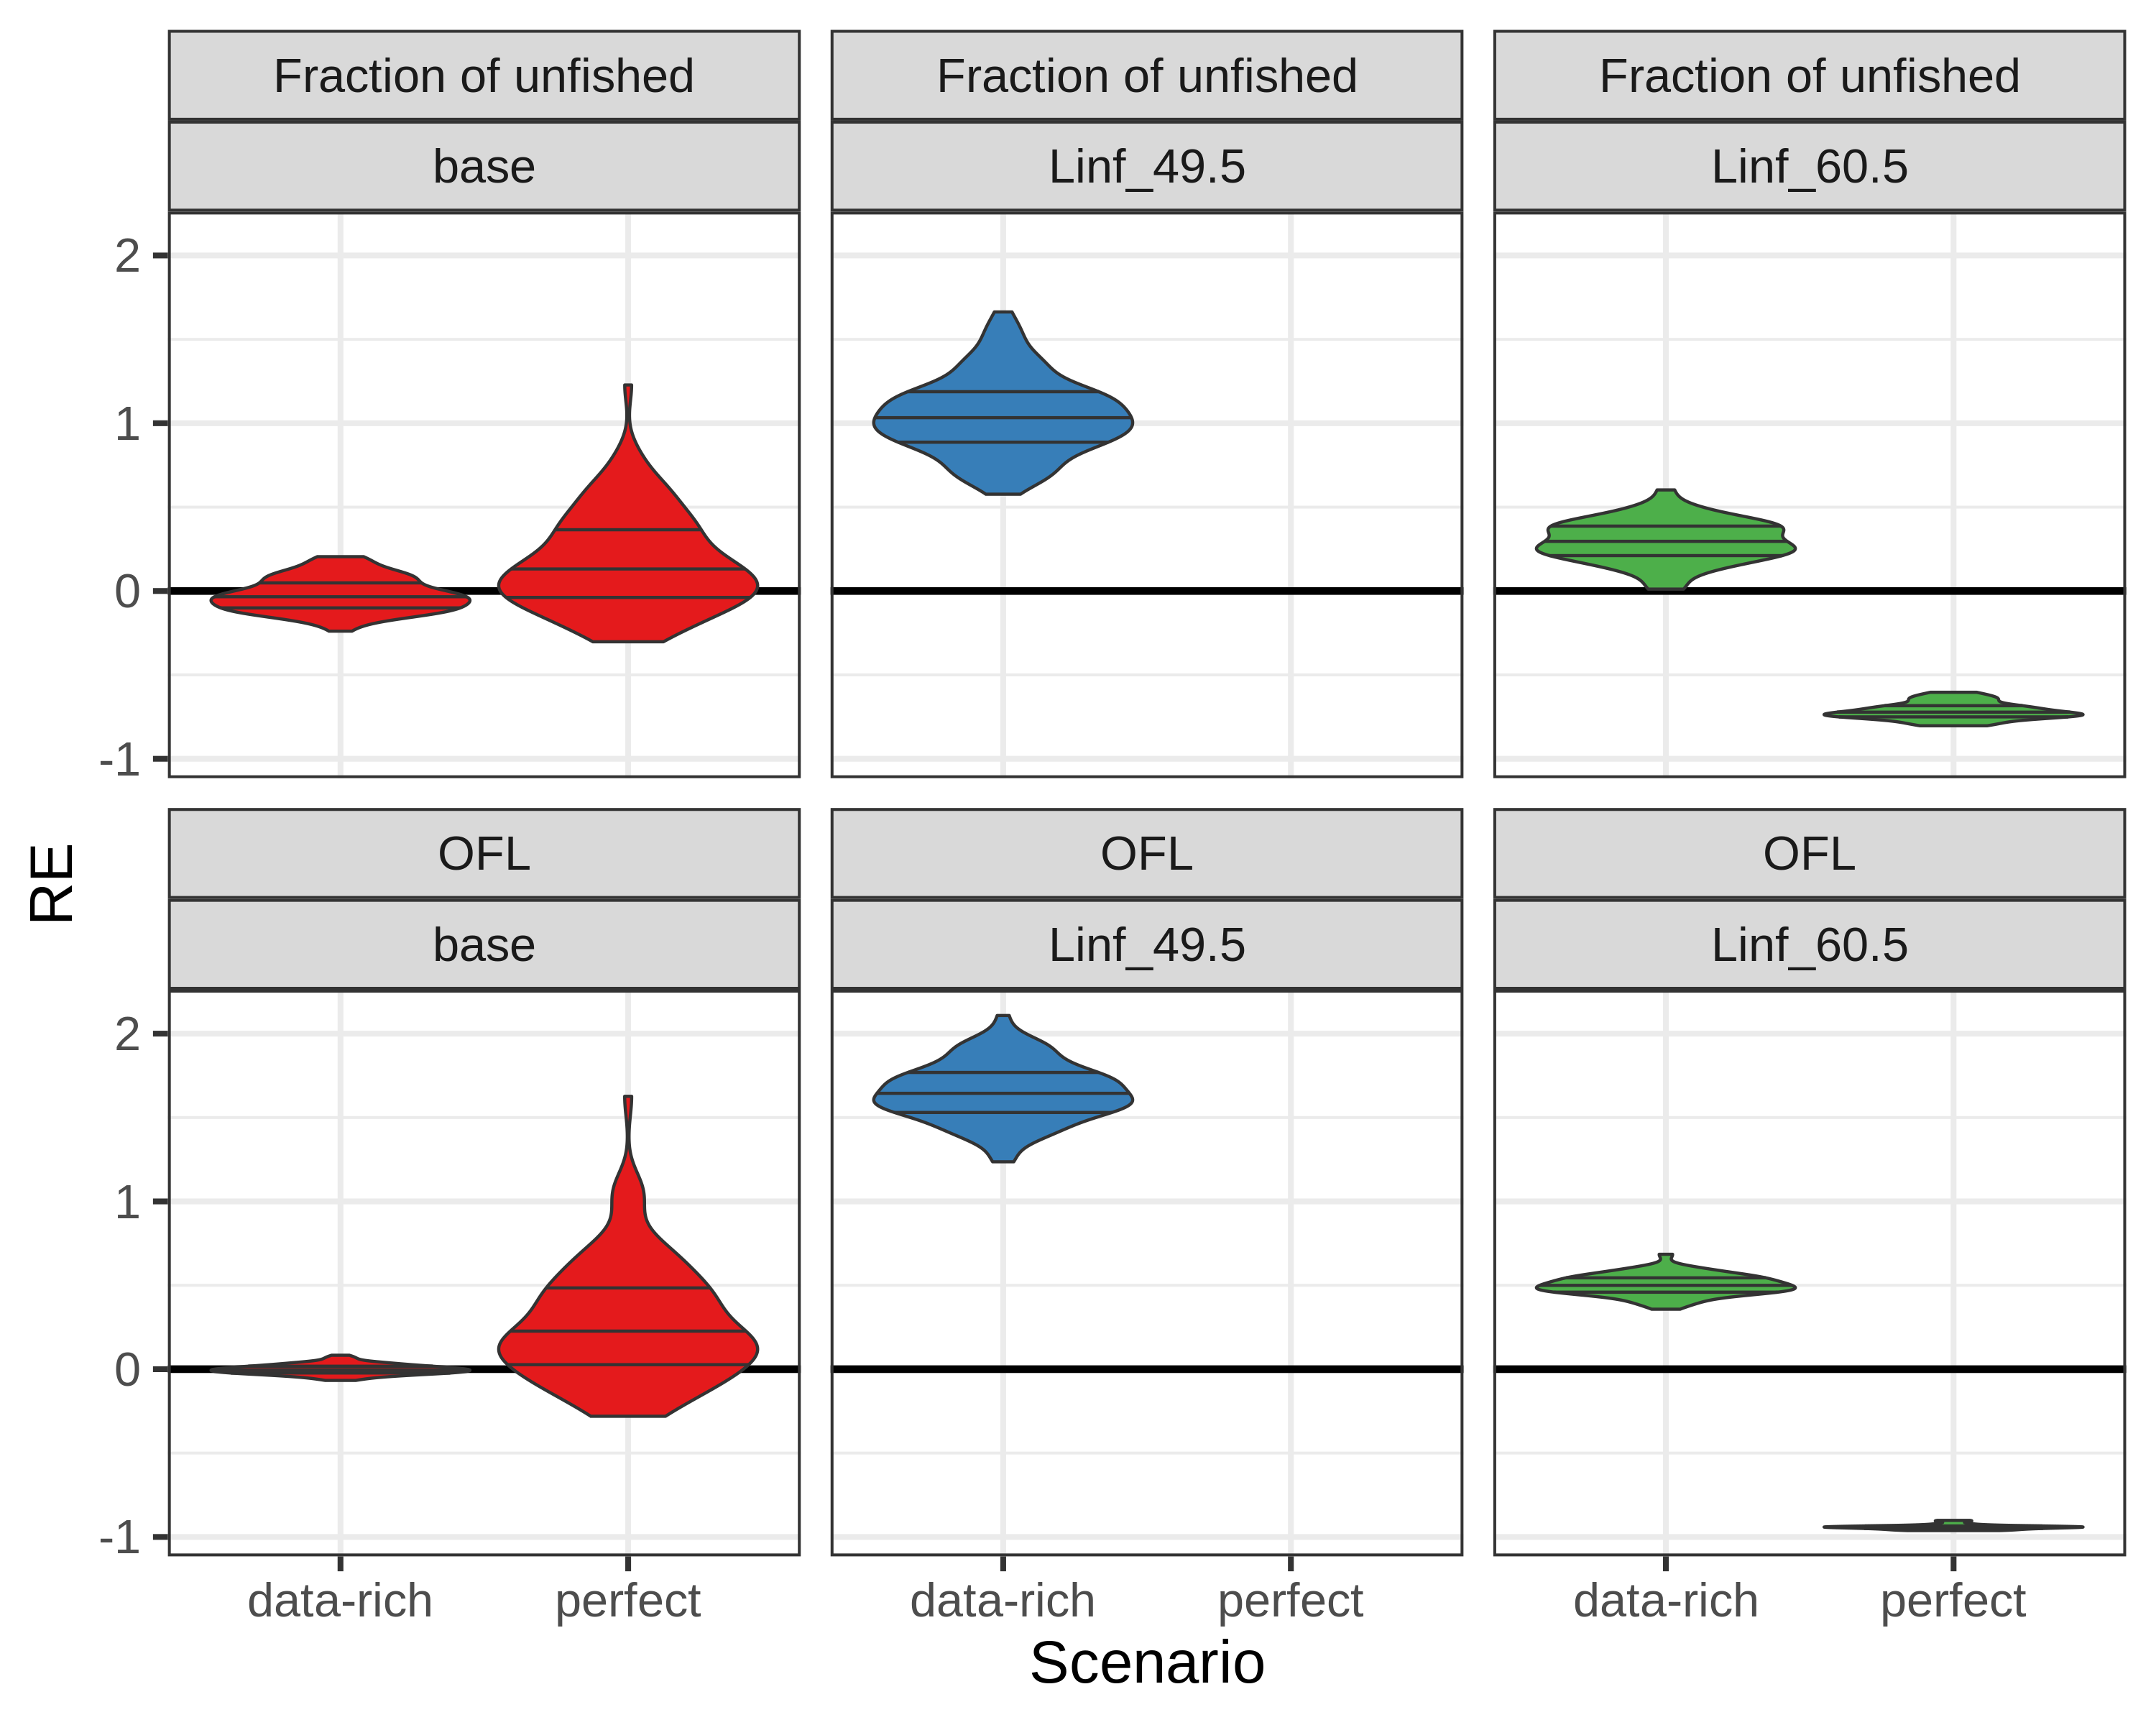 Fraction of unfished Fraction of unfished Fraction of unfished
base Linf_49.5 Linf_60.5
2
1
0
-1
RE
OFL OFL OFL
base Linf_49.5 Linf_60.5
2
1
0
-1
data-rich perfect data-rich perfect data-rich perfect
Scenario